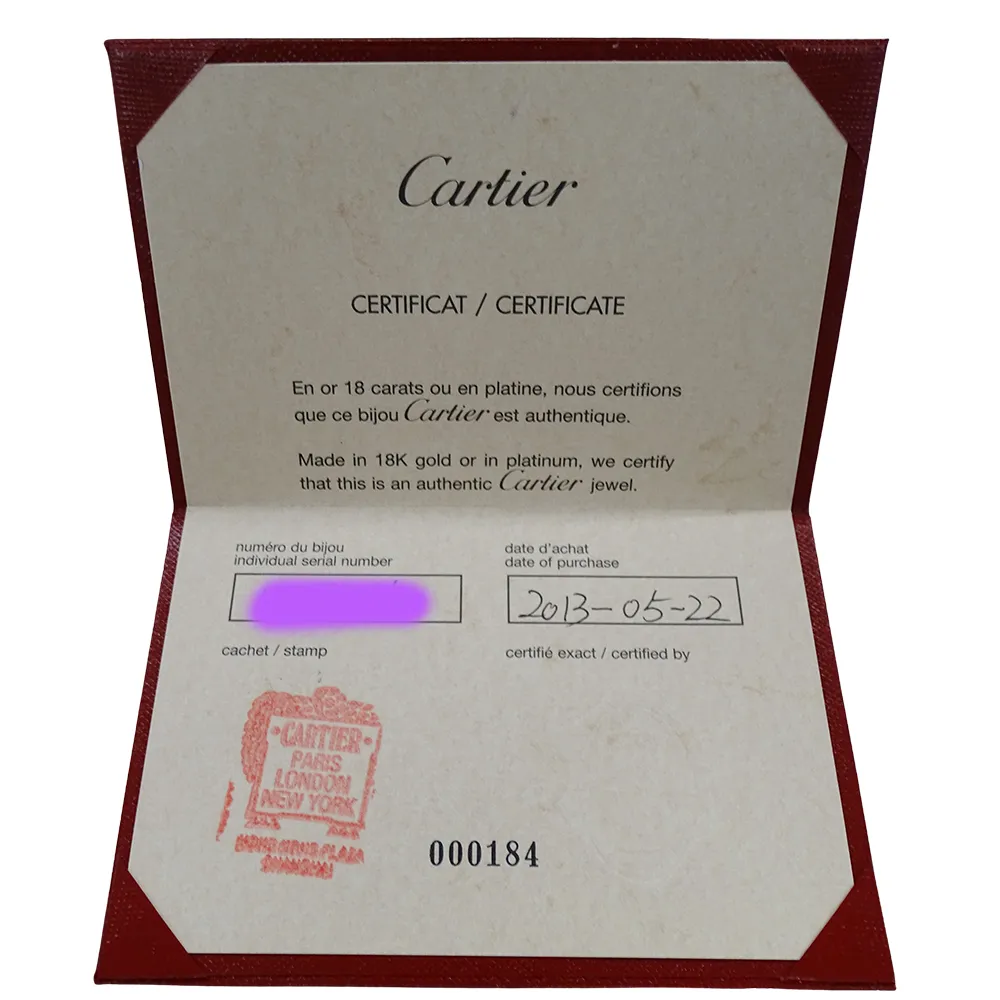 Cartier
CERTIFICAT / CERTIFICATE
En or 18 carats ou en platine, nous certifions
que ce bijou Cartier est authentique.
Made in 18K gold or in platinum, we certify
that this is an authentic Cartier jewel.
numéro du bijou
individual serial number
date d'achat
date of purchase
2013-05-22
cachet / stamp
certifié exact / certified by
·CARTIER·
PARIS
LONDON
NEW YORK
PLAZA
SHANGHAI
000184